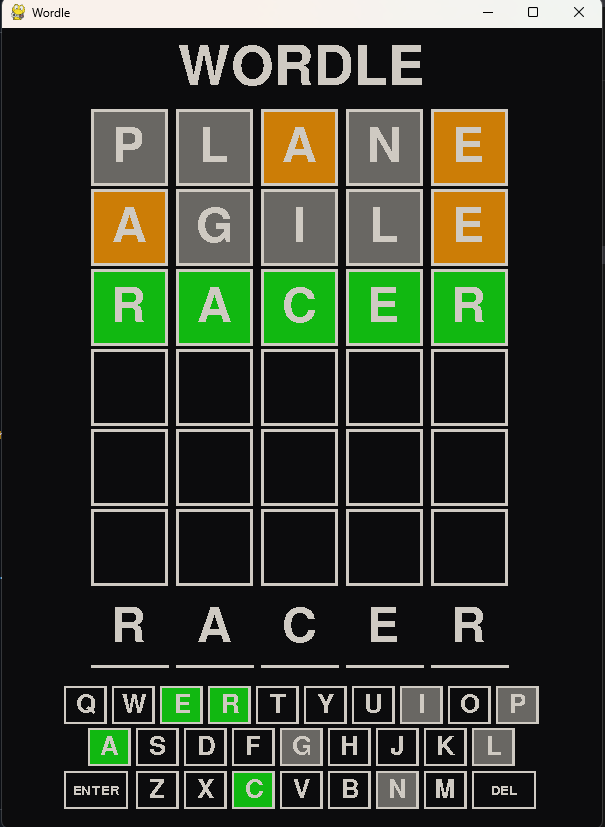 Wordle
WORDLE
P L A N E
A G I L E
R A C E R
R A C E R
Q W E R T Y U I O P
A S D F G H J K L
ENTER Z X C V B N M DEL